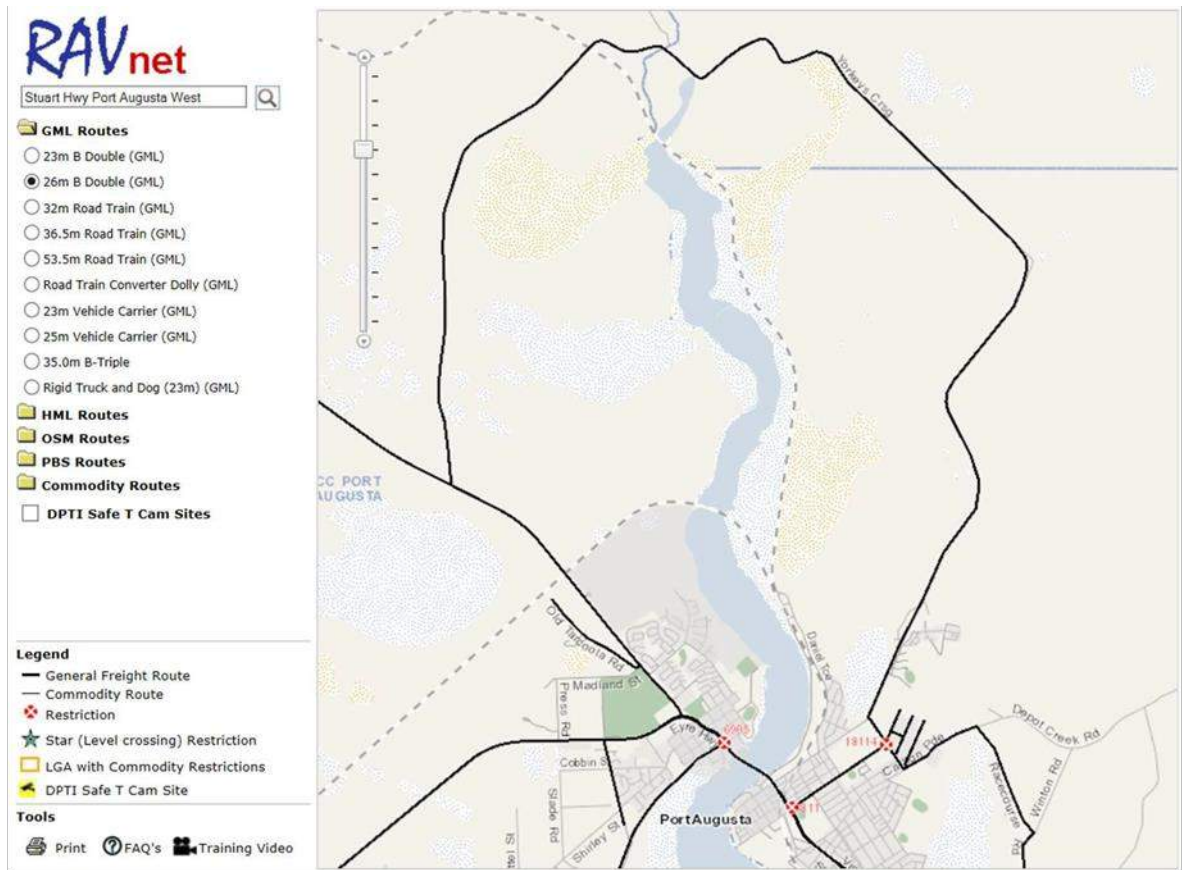 RAVnet
Stuart Hwy Port Augusta West
GML Routes
23m B Double (GML)
26m B Double (GML)
32m Road Train (GML)
36.5m Road Train (GML)
53.5m Road Train (GML)
Road Train Converter Dolly (GML)
23m Vehicle Carrier (GML)
25m Vehicle Carrier (GML)
35.0m B-Triple
Rigid Truck and Dog (23m) (GML)
HML Routes
OSM Routes
PBS Routes
Commodity Routes
DPTI Safe T Cam Sites
Legend
General Freight Route
Commodity Route
Restriction
Star (Level crossing) Restriction
LGA with Commodity Restrictions
DPTI Safe T Cam Site
Tools
Print
FAQ's
Training Video
Yorkeys Crsg
CC PORT
AUGUSTA
Old Tarcoola Rd
Madland St
Press Rd
Eyre Hwy
Cobbin S
Slade Rd
Shirley St
Daniel Tce
18114
Depot Creek Rd
Racecourse Rd
Winton Rd
PortAugusta